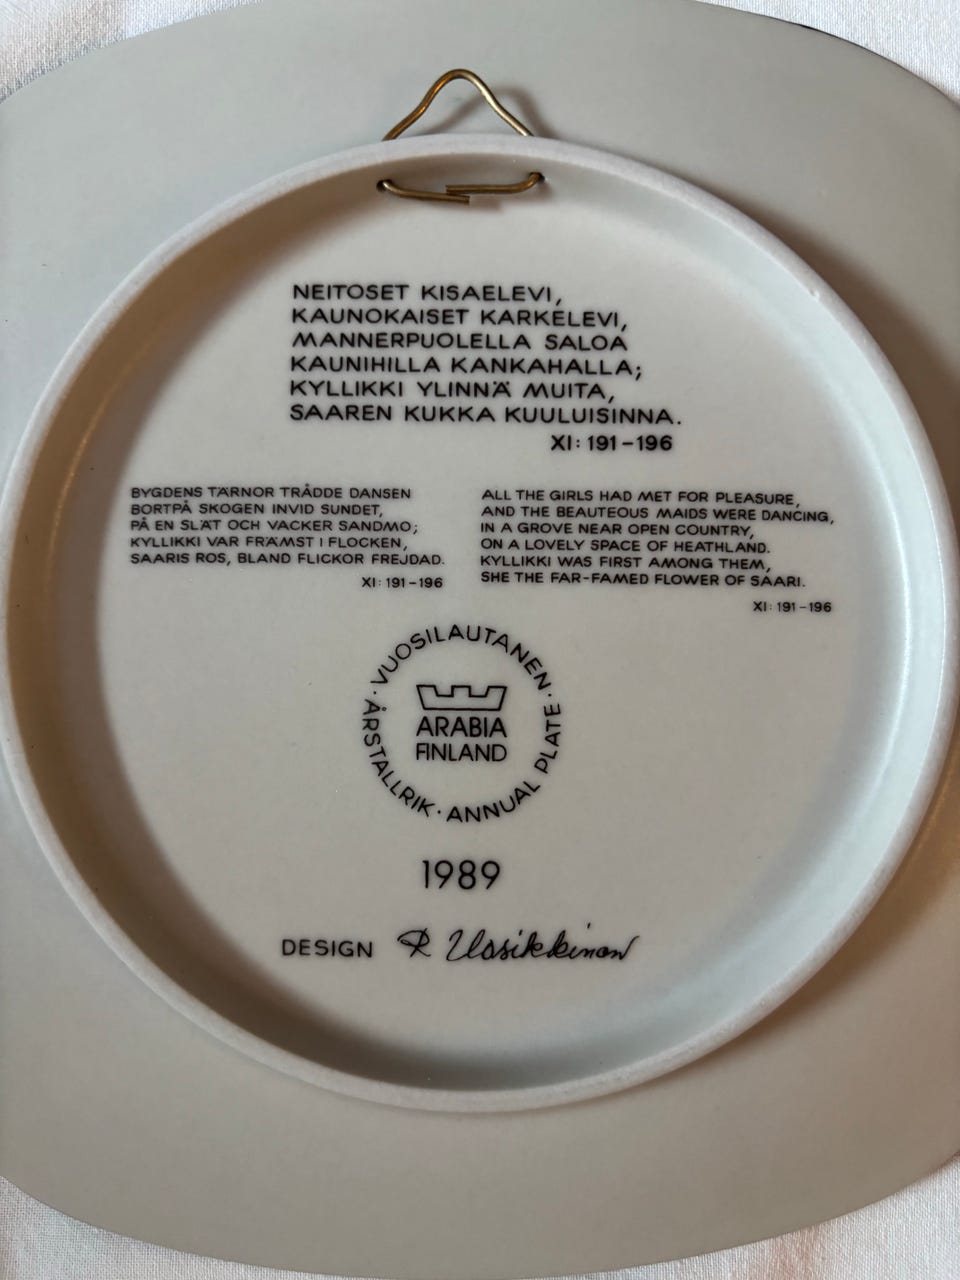 NEITOSET KISAELEVI,
KAUNOKAISET KARKELEVI,
MANNERPUOLELLA SALOA
KAUNIHILLA KANKAHALLA;
KYLLIKKI YLINNÄ MUITA,
SAAREN KUKKA KUULUISINNA.
XI: 191–196
BYGDENS TÄRNOR TRÅDDE DANSEN
BORTPÅ SKOGEN INVID SUNDET,
PÅ EN SLÄT OCH VACKER SANDMO;
KYLLIKKI VAR FRÄMST I FLOCKEN,
SAARIS ROS, BLAND FLICKOR FREJDAD.
XI: 191–196
ALL THE GIRLS HAD MET FOR PLEASURE,
AND THE BEAUTEOUS MAIDS WERE DANCING,
IN A GROVE NEAR OPEN COUNTRY,
ON A LOVELY SPACE OF HEATHLAND.
KYLLIKKI WAS FIRST AMONG THEM,
SHE THE FAR-FAMED FLOWER OF SAARI.
XI: 191–196
· VUOSILAUTANEN · ANNUAL PLATE · ÅRSTALLRIK
ARABIA
FINLAND
1989
DESIGN R Uosikkinen